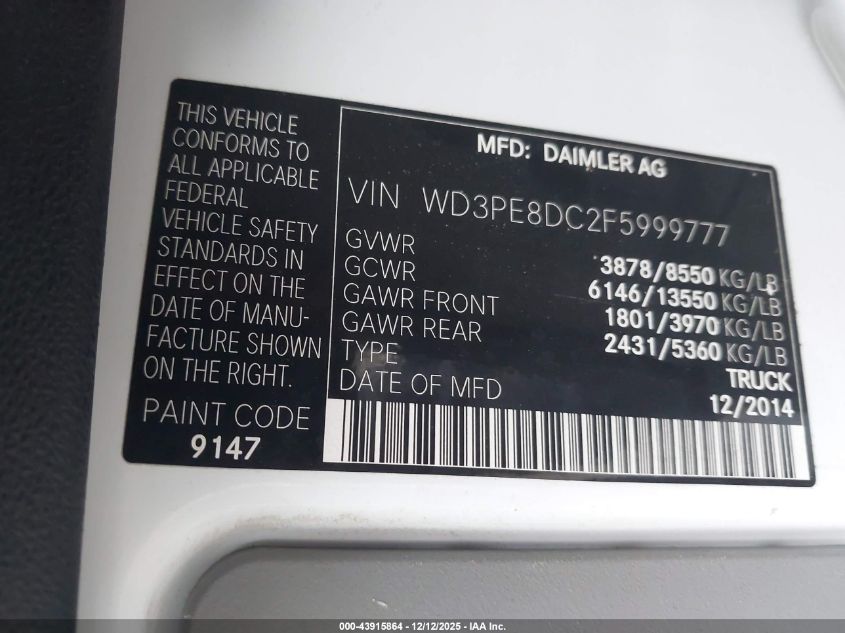 THIS VEHICLE
CONFORMS TO
ALL APPLICABLE
FEDERAL
VEHICLE SAFETY
STANDARDS IN
EFFECT ON THE
DATE OF MANU-
FACTURE SHOWN
ON THE RIGHT.
PAINT CODE
9147
MFD: DAIMLER AG
VIN WD3PE8DC2F5999777
GVWR 3878/8550 KG/LB
GCWR 6146/13550 KG/LB
GAWR FRONT 1801/3970 KG/LB
GAWR REAR 2431/5360 KG/LB
TYPE TRUCK
DATE OF MFD 12/2014
000-43915864 - 12/12/2025 - IAA Inc.